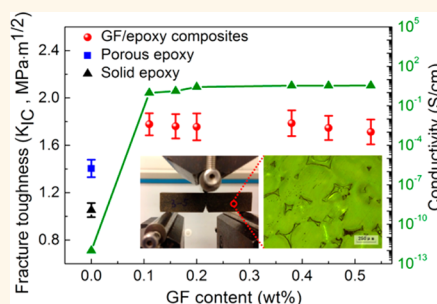 Fracture toughness (K_IC, MPa·m^1/2)
2.4
2.0
1.6
1.2
0.8
GF/epoxy composites
Porous epoxy
Solid epoxy
0.0 0.1 0.2 0.3 0.4 0.5
GF content (wt%)
10^5
10^2
10^-1
10^-4
10^-7
10^-10
10^-13
Conductivity (S/cm)